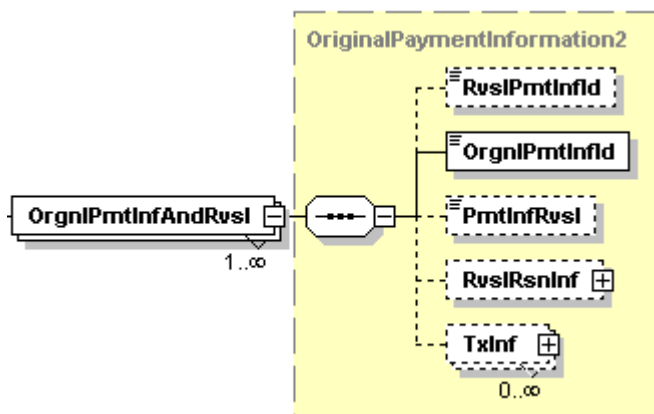 OriginalPaymentInformation2
RvslPmtInfId
OrgnlPmtInfId
OrgnlPmtInfAndRvsl
1..∞
PmtInfRvsl
RvslRsnInf
TxInf
0..∞